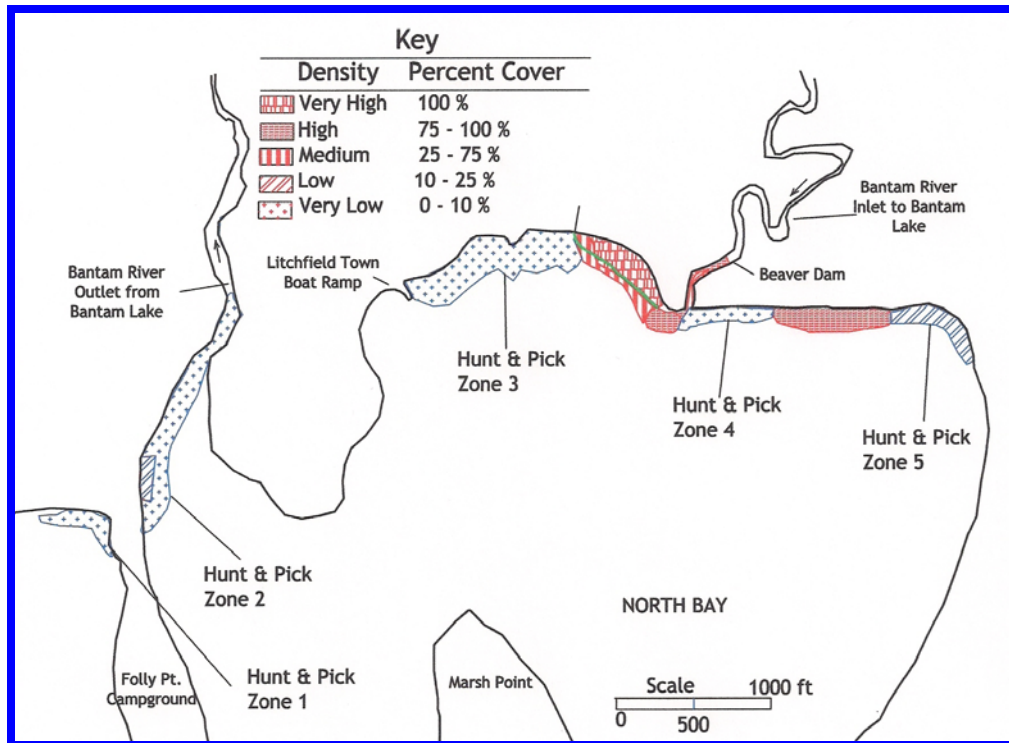 Key
Density Percent Cover
Very High 100 %
High 75 - 100 %
Medium 25 - 75 %
Low 10 - 25 %
Very Low 0 - 10 %
Bantam River
Inlet to Bantam
Lake
Litchfield Town
Boat Ramp
Bantam River
Outlet from
Bantam Lake
Beaver Dam
Hunt & Pick
Zone 3
Hunt & Pick
Zone 4
Hunt & Pick
Zone 5
Hunt & Pick
Zone 2
NORTH BAY
Hunt & Pick
Zone 1
Folly Pt.
Campground
Marsh Point
Scale 1000 ft
0 500